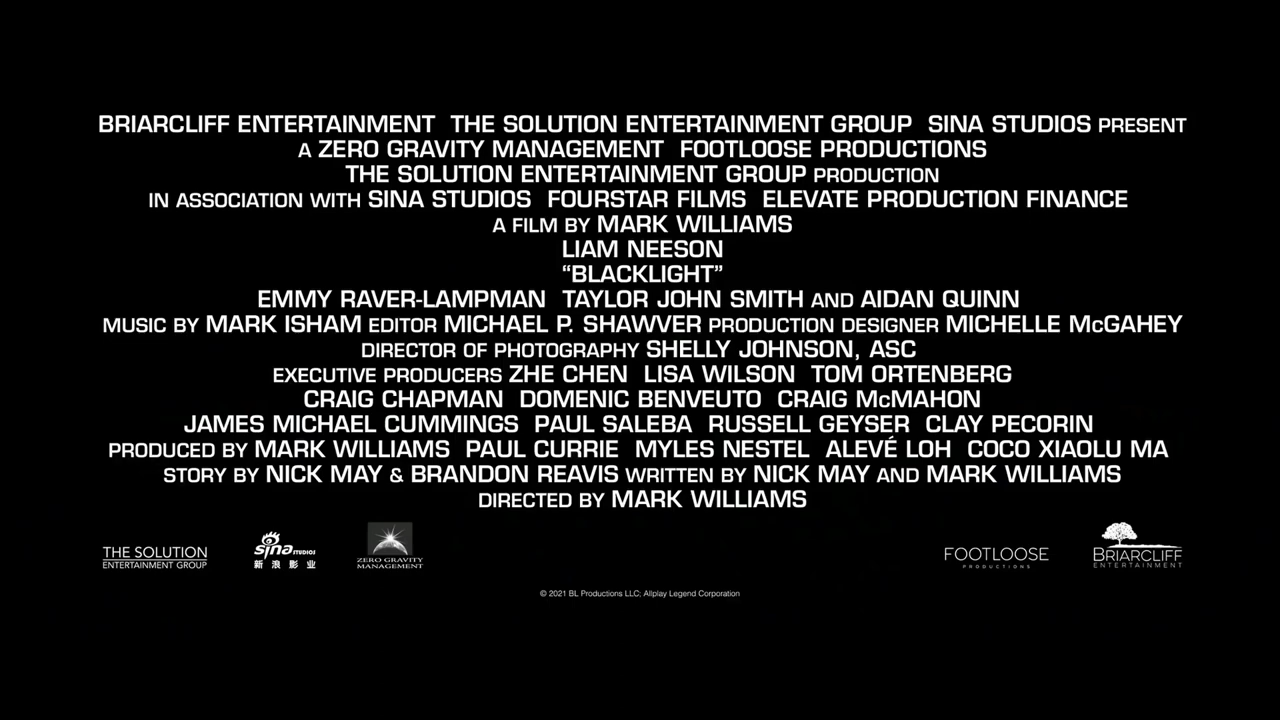 BRIARCLIFF ENTERTAINMENT THE SOLUTION ENTERTAINMENT GROUP SINA STUDIOS PRESENT
A ZERO GRAVITY MANAGEMENT FOOTLOOSE PRODUCTIONS
THE SOLUTION ENTERTAINMENT GROUP PRODUCTION
IN ASSOCIATION WITH SINA STUDIOS FOURSTAR FILMS ELEVATE PRODUCTION FINANCE
A FILM BY MARK WILLIAMS
LIAM NEESON
“BLACKLIGHT”
EMMY RAVER-LAMPMAN TAYLOR JOHN SMITH AND AIDAN QUINN
MUSIC BY MARK ISHAM EDITOR MICHAEL P. SHAWVER PRODUCTION DESIGNER MICHELLE McGAHEY
DIRECTOR OF PHOTOGRAPHY SHELLY JOHNSON, ASC
EXECUTIVE PRODUCERS ZHE CHEN LISA WILSON TOM ORTENBERG
CRAIG CHAPMAN DOMENIC BENVEUTO CRAIG McMAHON
JAMES MICHAEL CUMMINGS PAUL SALEBA RUSSELL GEYSER CLAY PECORIN
PRODUCED BY MARK WILLIAMS PAUL CURRIE MYLES NESTEL ALEVÉ LOH COCO XIAOLU MA
STORY BY NICK MAY & BRANDON REAVIS WRITTEN BY NICK MAY AND MARK WILLIAMS
DIRECTED BY MARK WILLIAMS
THE SOLUTION
ENTERTAINMENT GROUP
sina STUDIOS
新浪影业
ZERO GRAVITY
MANAGEMENT
FOOTLOOSE
PRODUCTIONS
BRIARCLIFF
ENTERTAINMENT
© 2021 BL Productions LLC; Allplay Legend Corporation